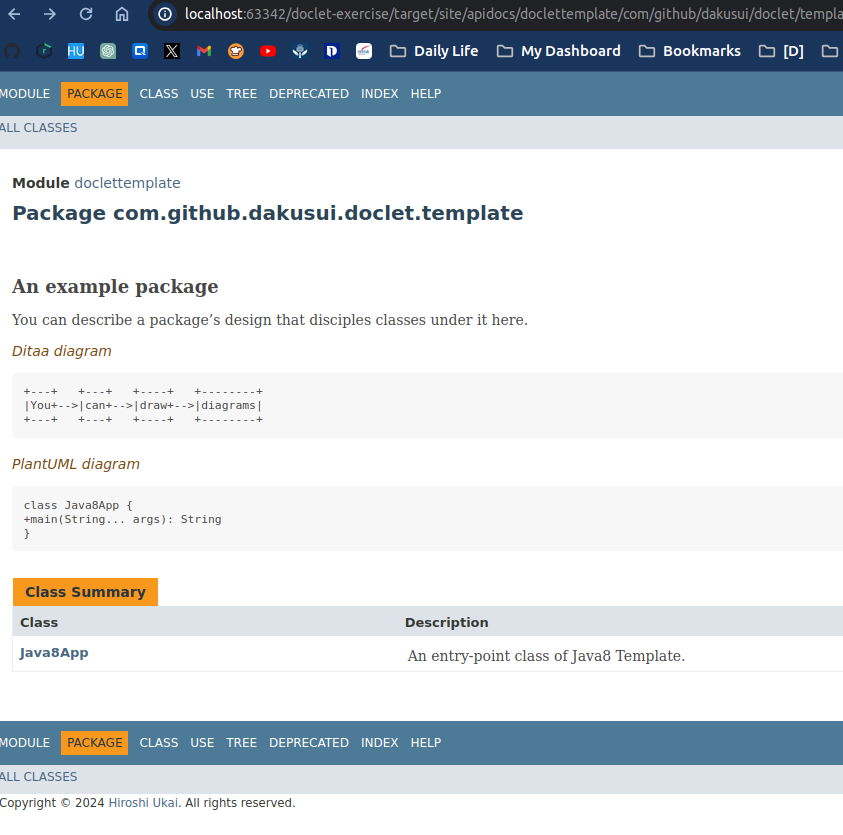 localhost:63342/doclet-exercise/target/site/apidocs/doclettemplate/com/github/dakusui/doclet/templa
HU Daily Life My Dashboard Bookmarks [D]
MODULE PACKAGE CLASS USE TREE DEPRECATED INDEX HELP
ALL CLASSES
Module doclettemplate
Package com.github.dakusui.doclet.template
An example package
You can describe a package’s design that disciples classes under it here.
Ditaa diagram
+---+   +---+   +----+   +--------+
|You+-->|can+-->|draw+-->|diagrams|
+---+   +---+   +----+   +--------+
PlantUML diagram
class Java8App {
+main(String... args): String
}
Class Summary
Class Description
Java8App An entry-point class of Java8 Template.
MODULE PACKAGE CLASS USE TREE DEPRECATED INDEX HELP
ALL CLASSES
Copyright © 2024 Hiroshi Ukai. All rights reserved.